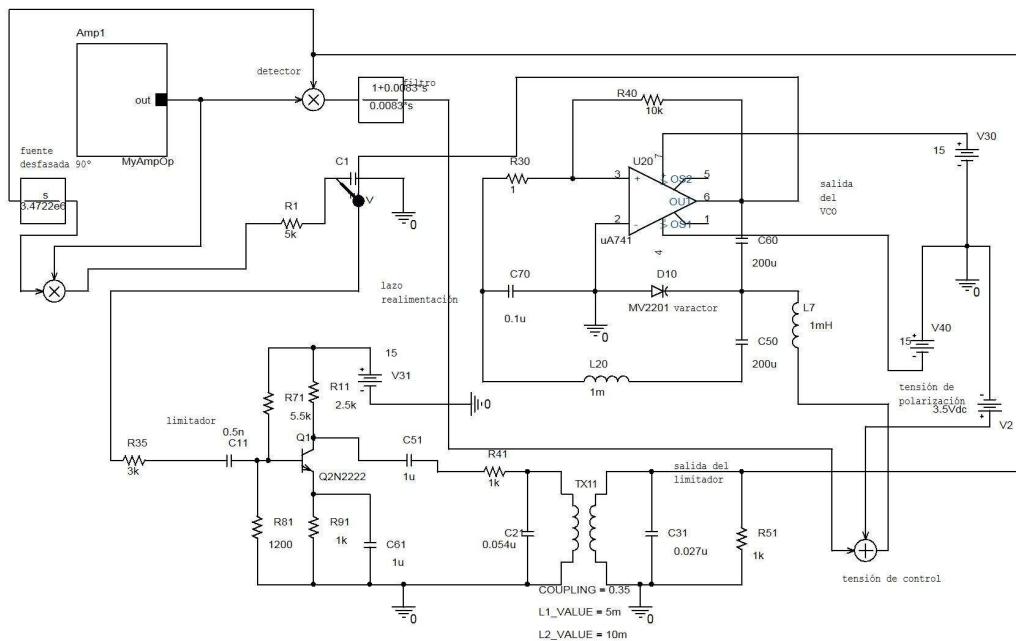 Amp1
out
MyAmpOp
detector
1+0.0083*s
0.0083*s
filtro
fuente
desfasada 90°
s
3.4722e6
R1
5k
C1
V
0
R40
10k
R30
1
U20
3
+
2
-
7
4
OS2
5
OUT
6
OS1
1
V+
V-
uA741
salida
del
VCO
V30
15
0
C60
200u
C70
0.1u
0
D10
MV2201
varactor
L7
1mH
C50
200u
L20
1m
V40
15
tensión de
polarización
3.5Vdc
V2
lazo
realimentación
15
V31
0
R71
5.5k
R11
2.5k
limitador
R35
3k
0.5n
C11
Q1
Q2N2222
C51
1u
R41
1k
TX11
salida del
limitador
R81
1200
R91
1k
C61
1u
C21
0.054u
C31
0.027u
R51
1k
tensión de control
0
0
COUPLING = 0.35
L1_VALUE = 5m
L2_VALUE = 10m